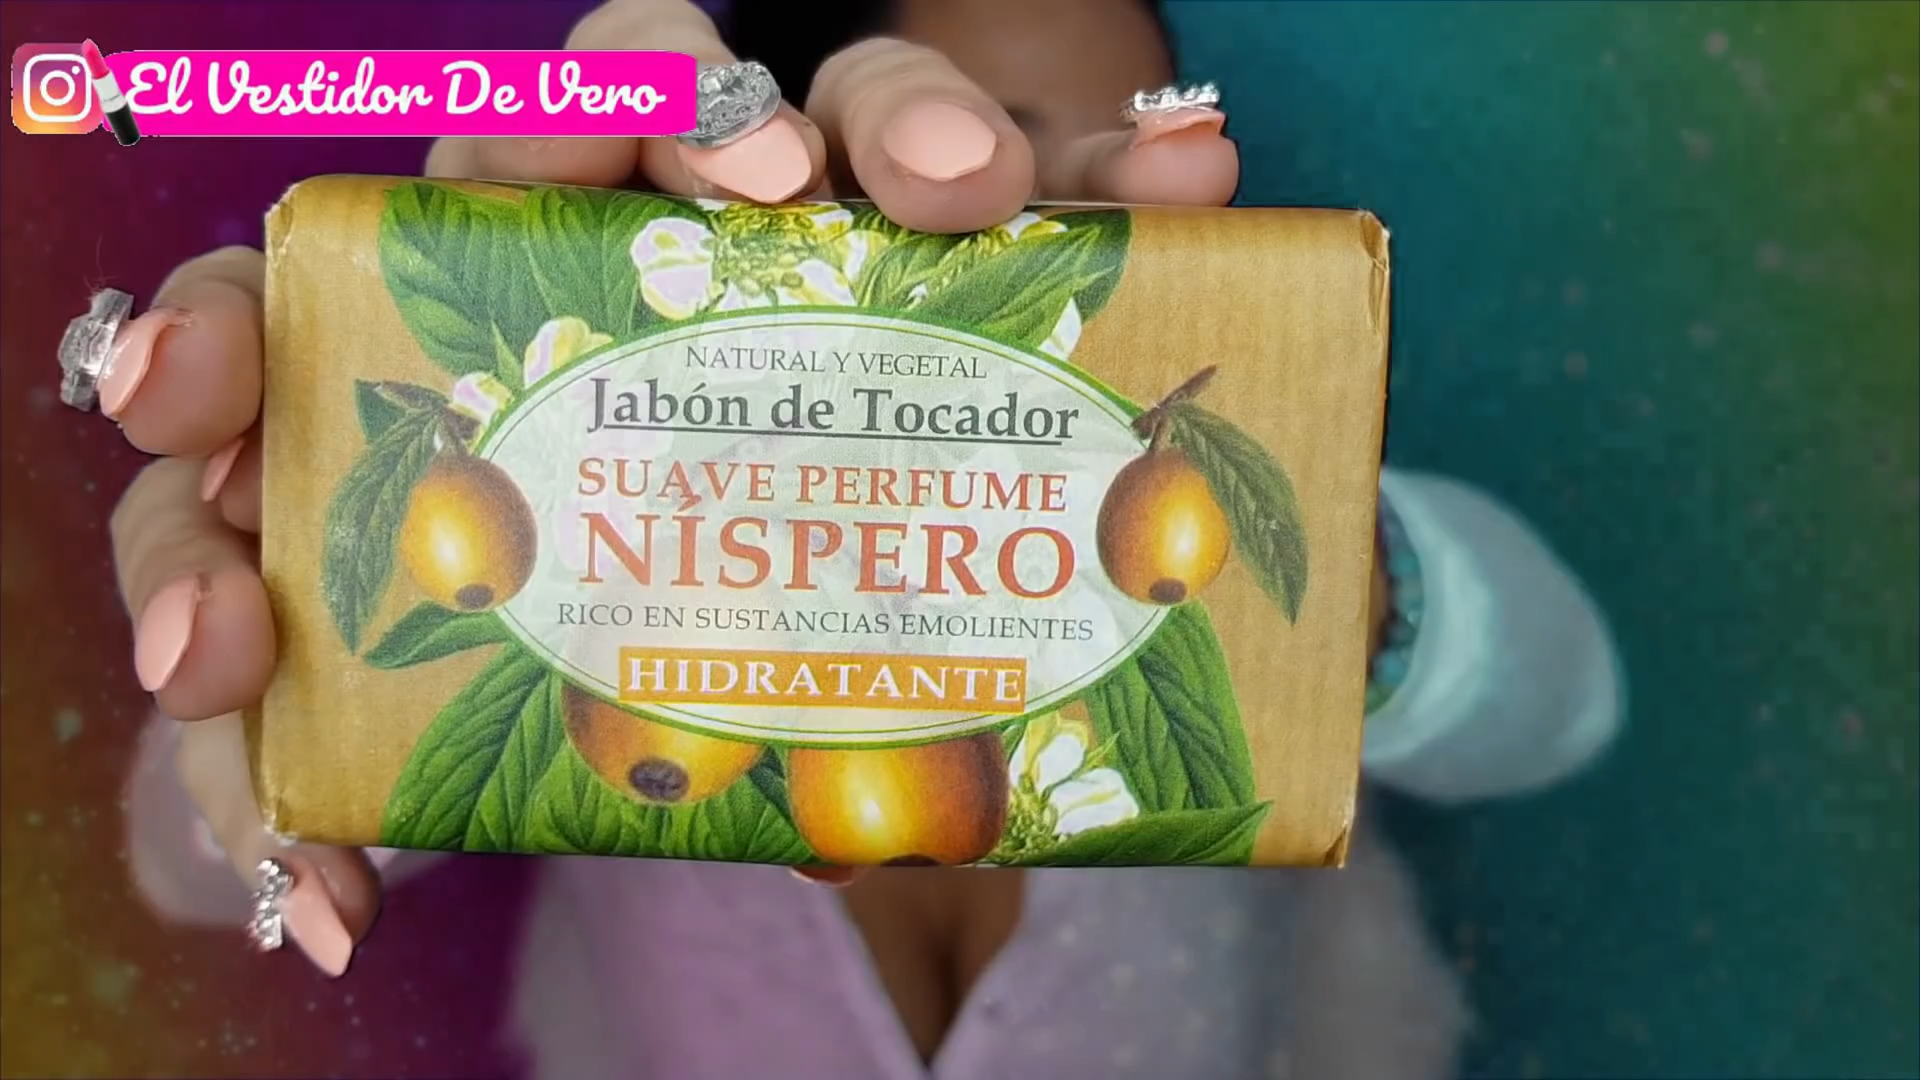 El Vestidor De Vero
NATURAL Y VEGETAL
Jabón de Tocador
SUAVE PERFUME
NÍSPERO
RICO EN SUSTANCIAS EMOLIENTES
HIDRATANTE